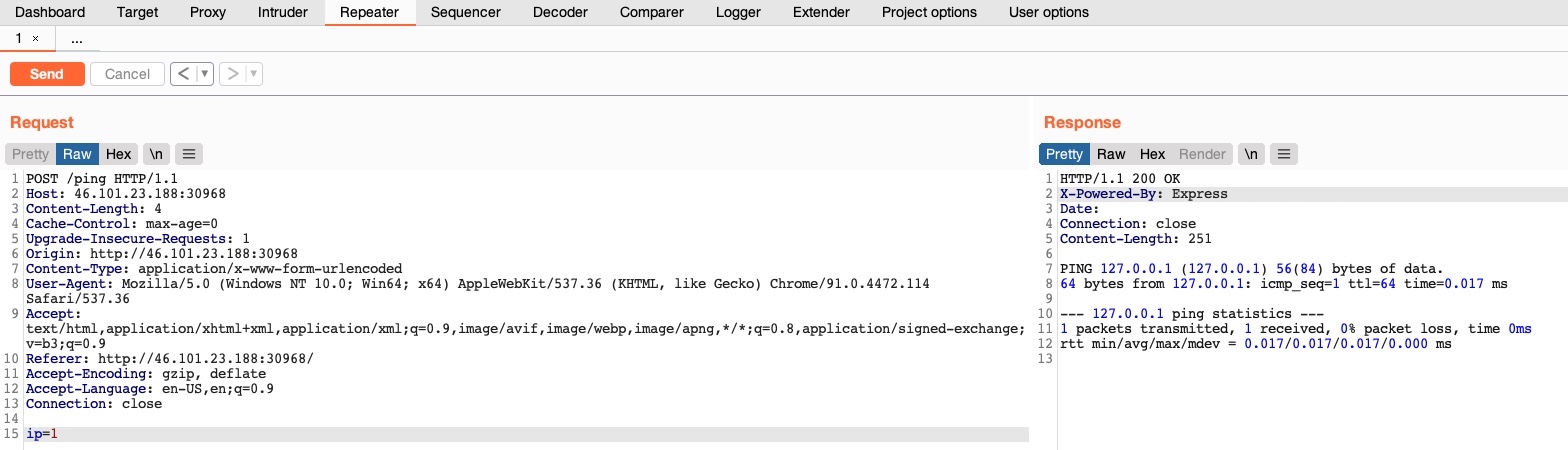 Dashboard Target Proxy Intruder Repeater Sequencer Decoder Comparer Logger Extender Project options User options
1 × ...
Send Cancel < ▼ > ▼
Request
Pretty Raw Hex \n ☰
1 POST /ping HTTP/1.1
2 Host: 46.101.23.188:30968
3 Content-Length: 4
4 Cache-Control: max-age=0
5 Upgrade-Insecure-Requests: 1
6 Origin: http://46.101.23.188:30968
7 Content-Type: application/x-www-form-urlencoded
8 User-Agent: Mozilla/5.0 (Windows NT 10.0; Win64; x64) AppleWebKit/537.36 (KHTML, like Gecko) Chrome/91.0.4472.114
Safari/537.36
9 Accept:
text/html,application/xhtml+xml,application/xml;q=0.9,image/avif,image/webp,image/apng,*/*;q=0.8,application/signed-exchange;
v=b3;q=0.9
10 Referer: http://46.101.23.188:30968/
11 Accept-Encoding: gzip, deflate
12 Accept-Language: en-US,en;q=0.9
13 Connection: close
14
15 ip=1
Response
Pretty Raw Hex Render \n ☰
1 HTTP/1.1 200 OK
2 X-Powered-By: Express
3 Date:
4 Connection: close
5 Content-Length: 251
6
7 PING 127.0.0.1 (127.0.0.1) 56(84) bytes of data.
8 64 bytes from 127.0.0.1: icmp_seq=1 ttl=64 time=0.017 ms
9
10 --- 127.0.0.1 ping statistics ---
11 1 packets transmitted, 1 received, 0% packet loss, time 0ms
12 rtt min/avg/max/mdev = 0.017/0.017/0.017/0.000 ms
13